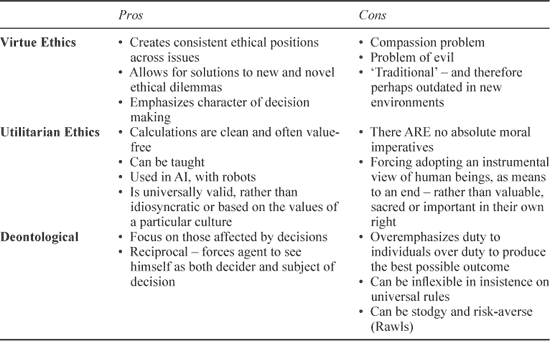 Pros Cons
Virtue Ethics
• Creates consistent ethical positions
across issues
• Allows for solutions to new and novel
ethical dilemmas
• Emphasizes character of decision
making
• Compassion problem
• Problem of evil
• ‘Traditional’ – and therefore
perhaps outdated in new
environments
Utilitarian Ethics
• Calculations are clean and often value-
free
• Can be taught
• Used in AI, with robots
• Is universally valid, rather than
idiosyncratic or based on the values of
a particular culture
• There ARE no absolute moral
imperatives
• Forcing adopting an instrumental
view of human beings, as means
to an end – rather than valuable,
sacred or important in their own
right
Deontological
• Focus on those affected by decisions
• Reciprocal – forces agent to see
himself as both decider and subject of
decision
• Overemphasizes duty to
individuals over duty to produce
the best possible outcome
• Can be inflexible in insistence on
universal rules
• Can be stodgy and risk-averse
(Rawls)